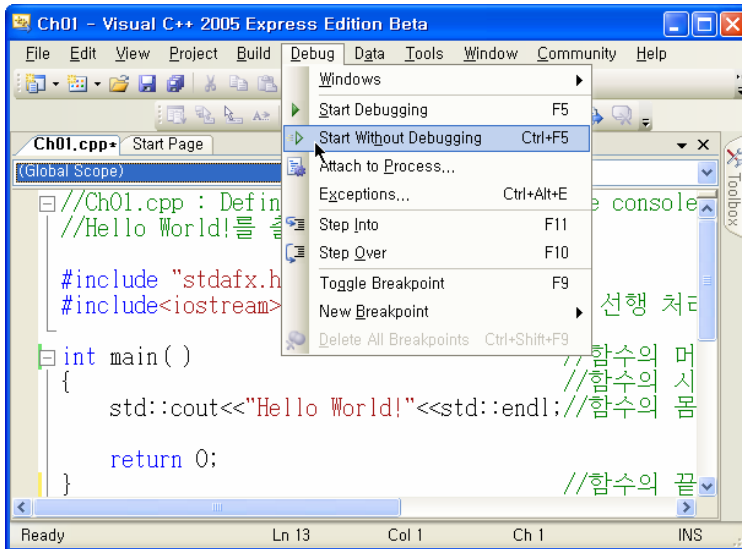 Ch01 - Visual C++ 2005 Express Edition Beta
File Edit View Project Build Debug Data Tools Window Community Help
Windows
Start Debugging F5
Start Without Debugging Ctrl+F5
Attach to Process...
Exceptions... Ctrl+Alt+E
Step Into F11
Step Over F10
Toggle Breakpoint F9
New Breakpoint
Delete All Breakpoints Ctrl+Shift+F9
Ch01.cpp* Start Page
Toolbox
(Global Scope)
//Ch01.cpp : Defin e console
//Hello World!를 출
#include "stdafx.h
#include<iostream> 선행 처
int main() //함수의 머
{ //함수의 시
std::cout<<"Hello World!"<<std::endl;//함수의 몸
return 0;
} //함수의 끝
Ready Ln 13 Col 1 Ch 1 INS